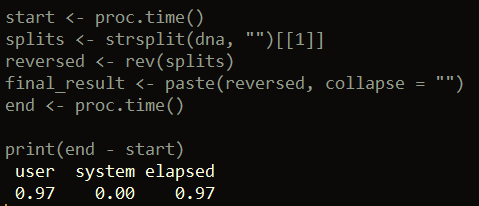 start <- proc.time()
splits <- strsplit(dna, "")[[1]]
reversed <- rev(splits)
final_result <- paste(reversed, collapse = "")
end <- proc.time()

print(end - start)
 user  system elapsed
 0.97    0.00    0.97